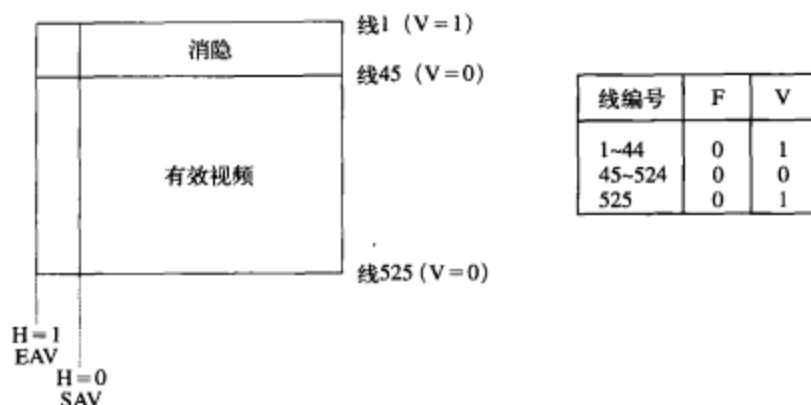 线1（V＝1）
消隐
线45（V＝0）
有效视频
线525（V＝0）
H＝1
EAV
H＝0
SAV
线编号 F V
1~44 0 1
45~524 0 0
525 0 1